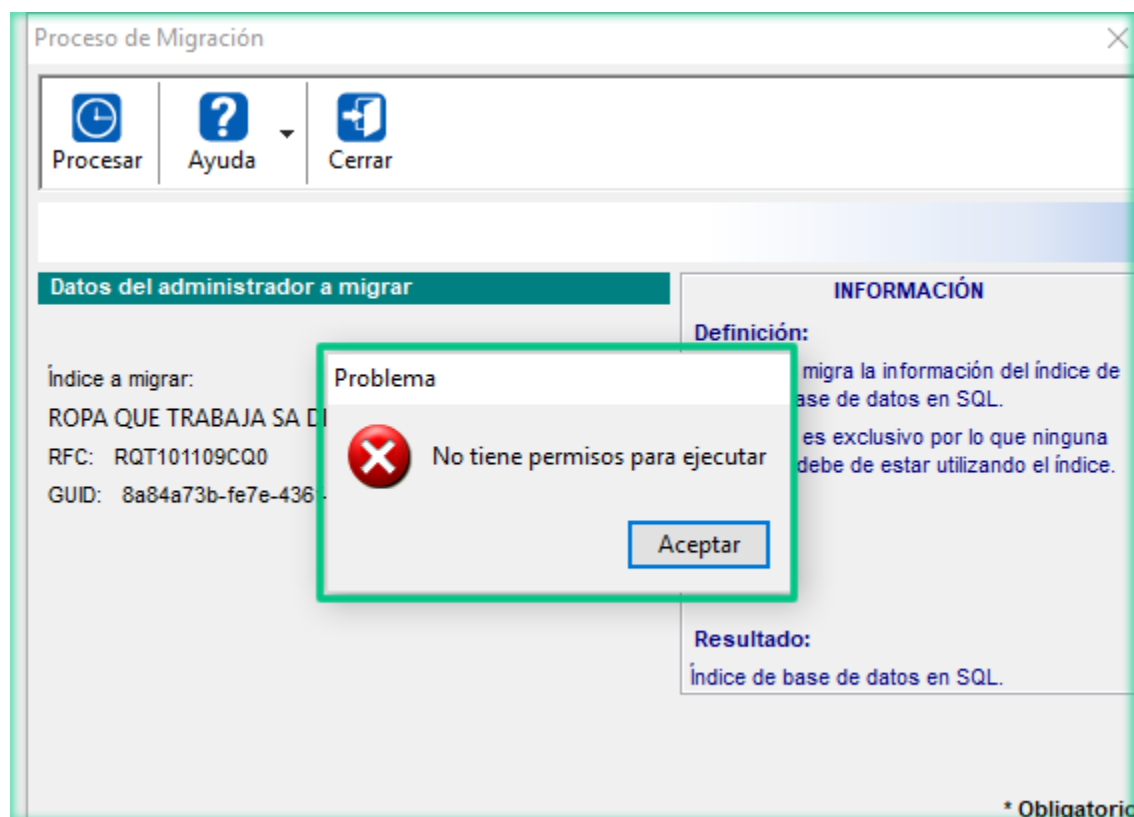 Proceso de Migración
Procesar
Ayuda
Cerrar
Datos del administrador a migrar
Índice a migrar:
ROPA QUE TRABAJA SA
RFC: RQT101109CQ0
GUID: 8a84a73b-fe7e-436
Problema
No tiene permisos para ejecutar
Aceptar
INFORMACIÓN
Definición:
migra la información del índice de
datos en SQL.
es exclusivo por lo que ninguna
debe de estar utilizando el índice.
Resultado:
Índice de base de datos en SQL.
* Obligatorio